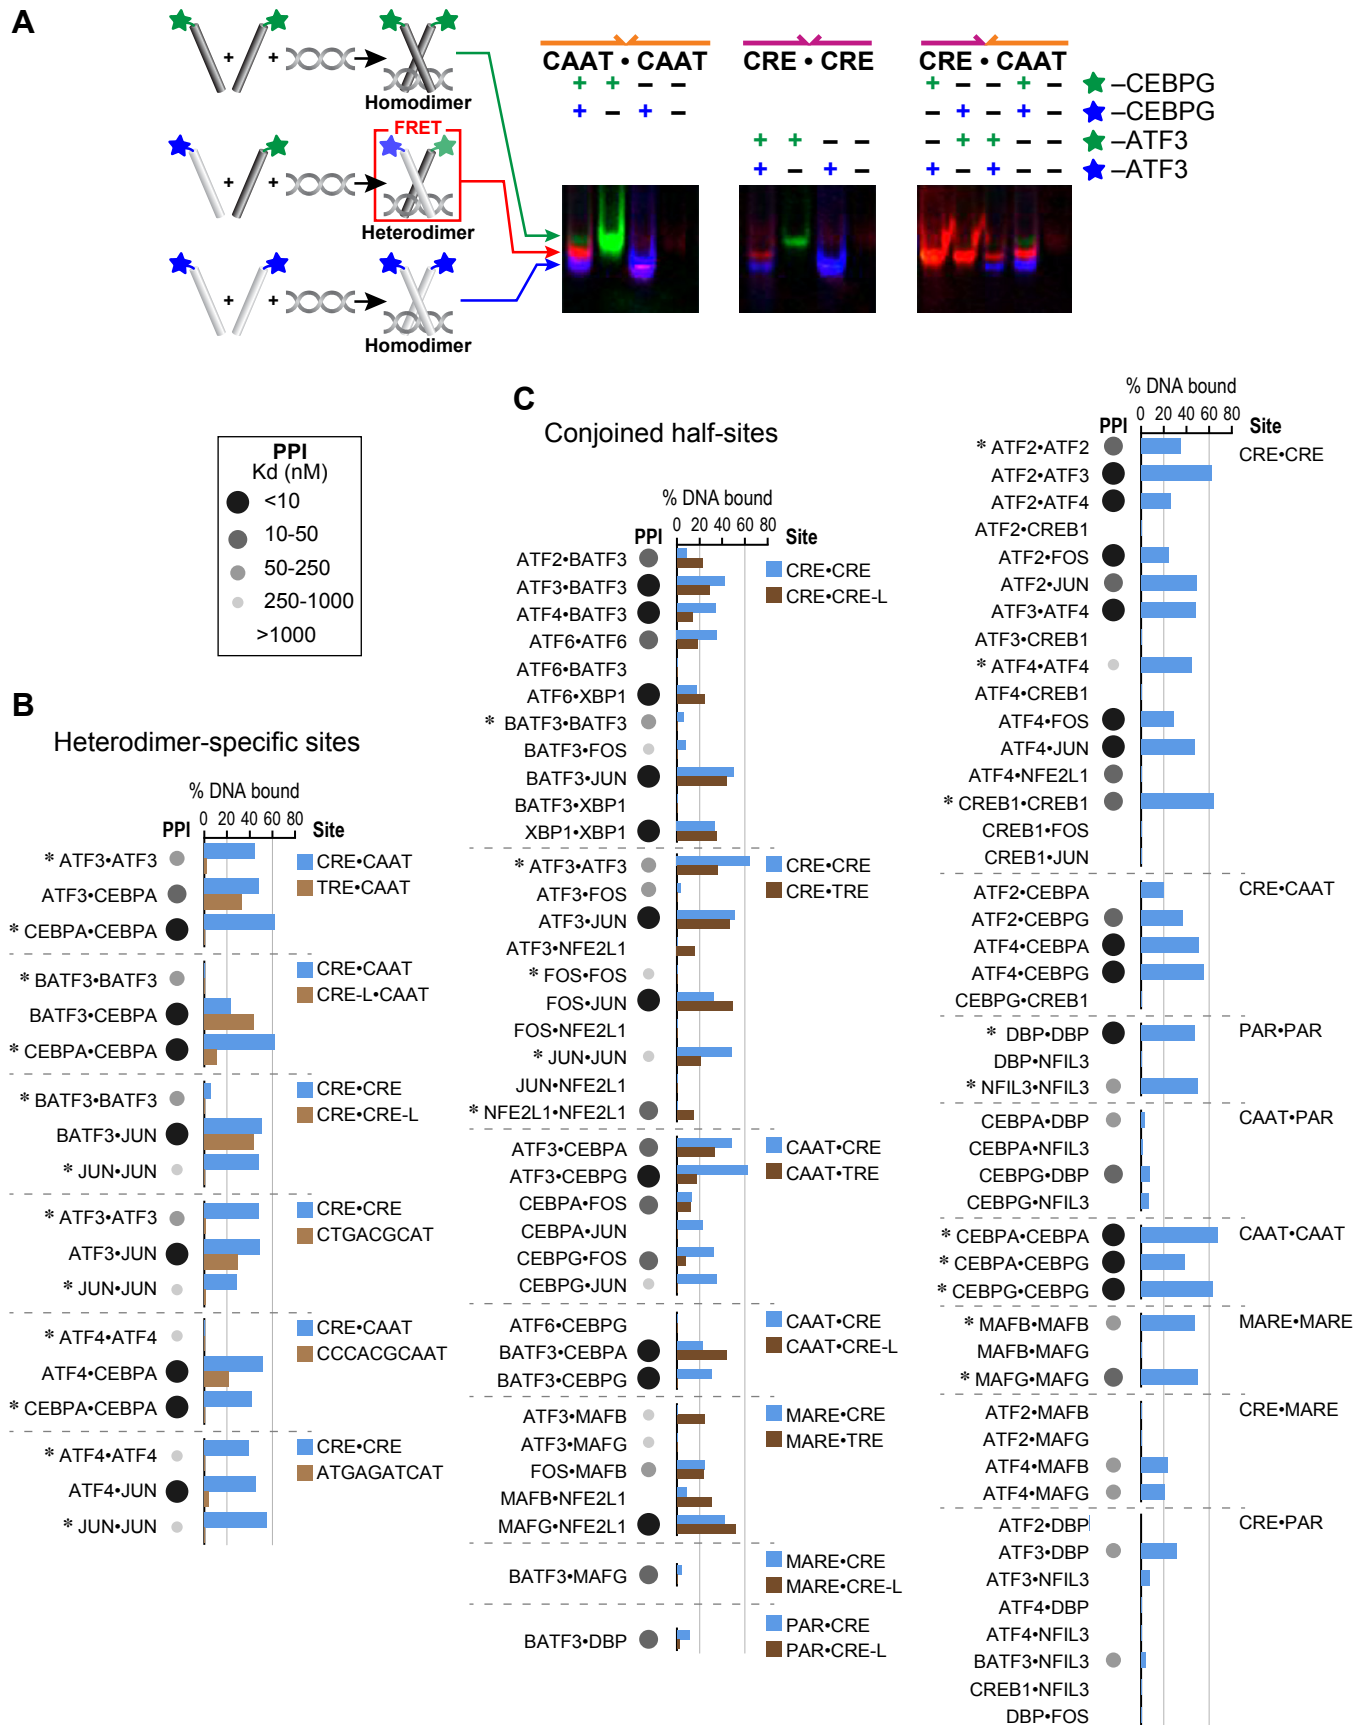 A
+ +
Homodimer
FRET
+ +
Heterodimer
+ +
Homodimer
CAAT • CAAT
+ + – –
+ – + –
CRE • CRE
+ + – –
+ – + –
CRE • CAAT
+ – – + –
– + – + –
– + + – –
+ – + – –
–CEBPG
–CEBPG
–ATF3
–ATF3
PPI
Kd (nM)
<10
10-50
50-250
250-1000
>1000
B
Heterodimer-specific sites
% DNA bound
0 20 40 60 80
PPI Site
* ATF3•ATF3 CRE•CAAT
ATF3•CEBPA TRE•CAAT
* CEBPA•CEBPA
* BATF3•BATF3 CRE•CAAT
BATF3•CEBPA CRE-L•CAAT
* CEBPA•CEBPA
* BATF3•BATF3 CRE•CRE
BATF3•JUN CRE•CRE-L
* JUN•JUN
* ATF3•ATF3 CRE•CRE
ATF3•JUN CTGACGCAT
* JUN•JUN
* ATF4•ATF4 CRE•CAAT
ATF4•CEBPA CCCACGCAAT
* CEBPA•CEBPA
* ATF4•ATF4 CRE•CRE
ATF4•JUN ATGAGATCAT
* JUN•JUN
C
Conjoined half-sites
% DNA bound
0 20 40 60 80
PPI Site
ATF2•BATF3 CRE•CRE
ATF3•BATF3 CRE•CRE-L
ATF4•BATF3
ATF6•ATF6
ATF6•BATF3
ATF6•XBP1
* BATF3•BATF3
BATF3•FOS
BATF3•JUN
BATF3•XBP1
XBP1•XBP1
* ATF3•ATF3 CRE•CRE
ATF3•FOS CRE•TRE
ATF3•JUN
ATF3•NFE2L1
* FOS•FOS
FOS•JUN
FOS•NFE2L1
* JUN•JUN
JUN•NFE2L1
* NFE2L1•NFE2L1
ATF3•CEBPA CAAT•CRE
ATF3•CEBPG CAAT•TRE
CEBPA•FOS
CEBPA•JUN
CEBPG•FOS
CEBPG•JUN
ATF6•CEBPG CAAT•CRE
BATF3•CEBPA CAAT•CRE-L
BATF3•CEBPG
ATF3•MAFB MARE•CRE
ATF3•MAFG MARE•TRE
FOS•MAFB
MAFB•NFE2L1
MAFG•NFE2L1
BATF3•MAFG MARE•CRE
MARE•CRE-L
BATF3•DBP PAR•CRE
PAR•CRE-L
% DNA bound
0 20 40 60 80
PPI Site
* ATF2•ATF2 CRE•CRE
ATF2•ATF3
ATF2•ATF4
ATF2•CREB1
ATF2•FOS
ATF2•JUN
ATF3•ATF4
ATF3•CREB1
* ATF4•ATF4
ATF4•CREB1
ATF4•FOS
ATF4•JUN
ATF4•NFE2L1
* CREB1•CREB1
CREB1•FOS
CREB1•JUN
ATF2•CEBPA CRE•CAAT
ATF2•CEBPG
ATF4•CEBPA
ATF4•CEBPG
CEBPG•CREB1
* DBP•DBP PAR•PAR
DBP•NFIL3
* NFIL3•NFIL3
CEBPA•DBP CAAT•PAR
CEBPA•NFIL3
CEBPG•DBP
CEBPG•NFIL3
* CEBPA•CEBPA CAAT•CAAT
* CEBPA•CEBPG
* CEBPG•CEBPG
* MAFB•MAFB MARE•MARE
MAFB•MAFG
* MAFG•MAFG
ATF2•MAFB CRE•MARE
ATF2•MAFG
ATF4•MAFB
ATF4•MAFG
ATF2•DBP CRE•PAR
ATF3•DBP
ATF3•NFIL3
ATF4•DBP
ATF4•NFIL3
BATF3•NFIL3
CREB1•NFIL3
DBP•FOS